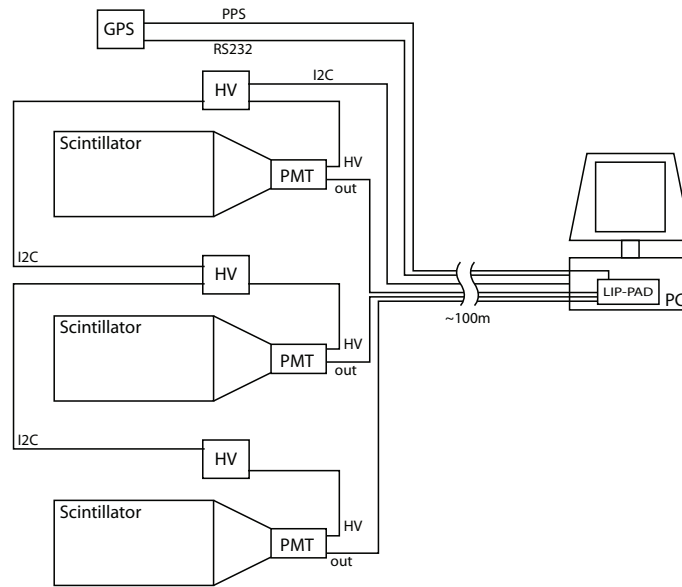 GPS
PPS
RS232
I2C
HV
Scintillator
HV
PMT
out
I2C
HV
LIP-PAD
PC
~100m
Scintillator
HV
PMT
out
I2C
HV
Scintillator
HV
PMT
out